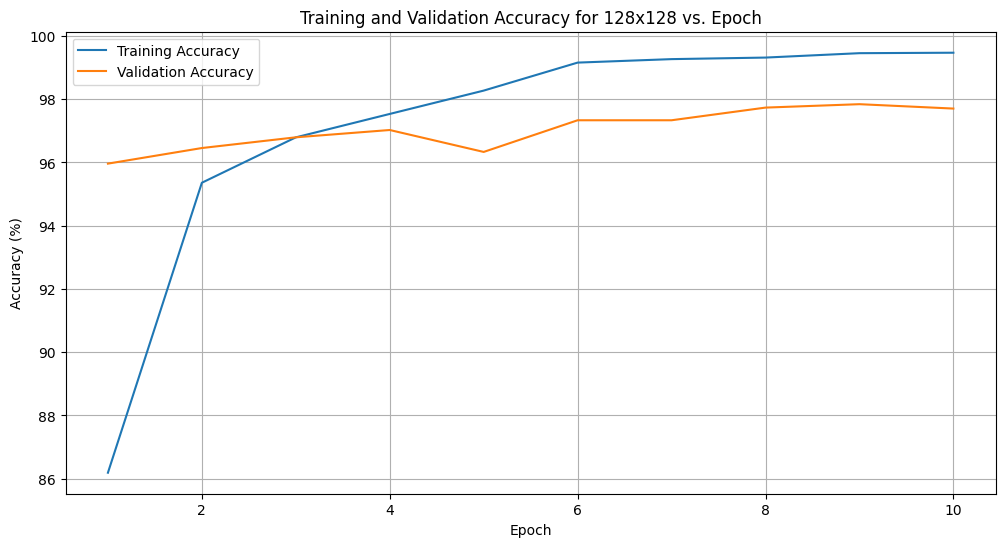 Training and Validation Accuracy for 128x128 vs. Epoch
Training Accuracy
Validation Accuracy
100
98
96
94
92
90
88
86
Accuracy (%)
2 4 6 8 10
Epoch